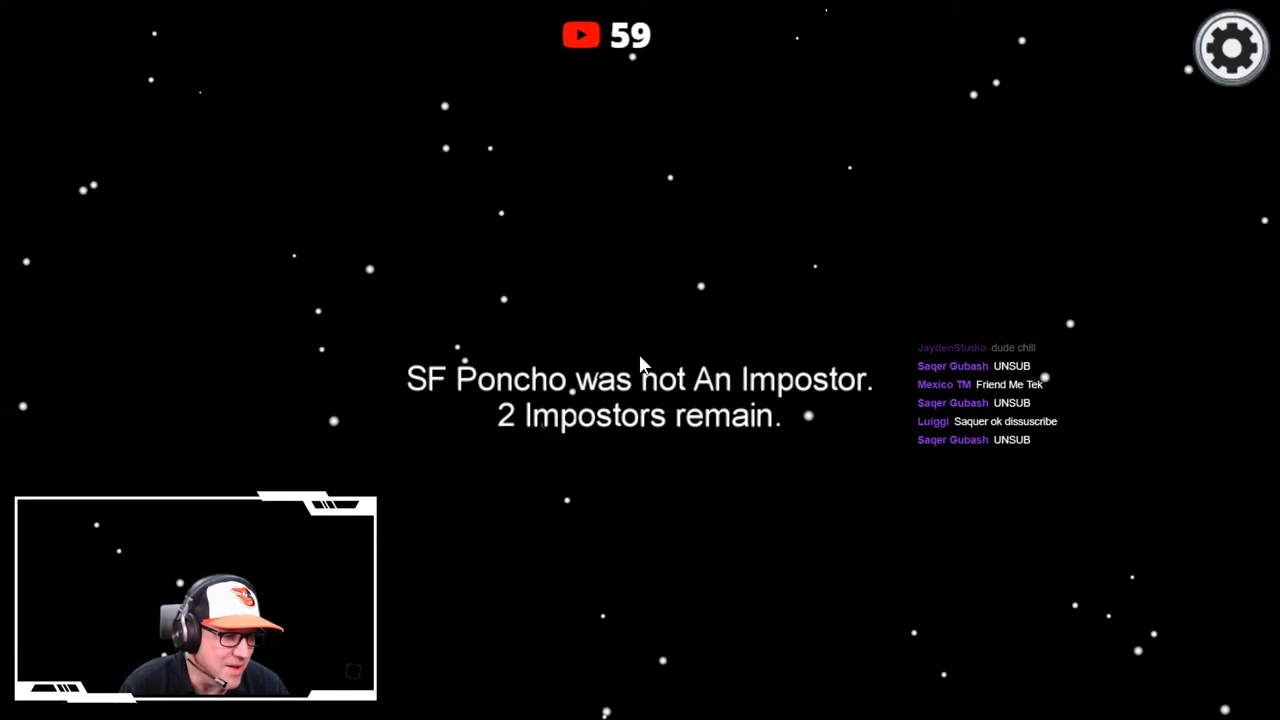 59
SF Poncho was not An Impostor.
2 Impostors remain.
JaydenStudio dude chill
Saqer Gubash UNSUB
Mexico TM Friend Me Tek
Saqer Gubash UNSUB
Luiggi Saquer ok dissuscribe
Saqer Gubash UNSUB